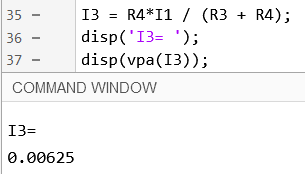 35 – I3 = R4*I1 / (R3 + R4);
36 – disp('I3= ');
37 – disp(vpa(I3));
COMMAND WINDOW
I3=
0.00625